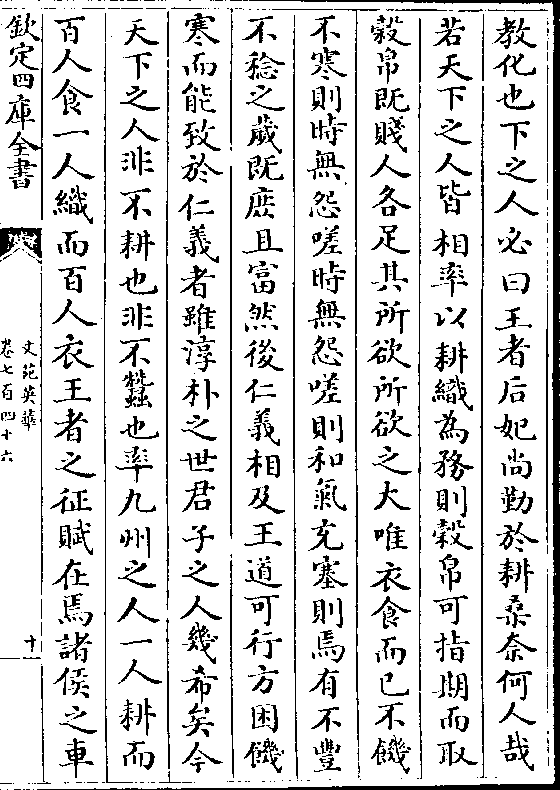 教化也下之人必曰王者后妃尚勤於耕桑奈何人哉
若天下之人皆相率以耕織為務則穀帛可指期而取
穀帛既賤人各足其所欲所欲之大唯衣食而已不饑
不寒則時無怨嗟時無怨嗟則和氣充塞則焉有不豐
不稔之歲既庶且富然後仁義相及王道可行方困饑
寒而能致於仁義者雖淳朴之世君子之人幾希矣今
天下之人非不耕也非不蠶也率九州之人一人耕而
百人食一人織而百人衣王者之征賦在焉諸侯之車
欽定四庫全書
文苑英華
卷七百四十六
十